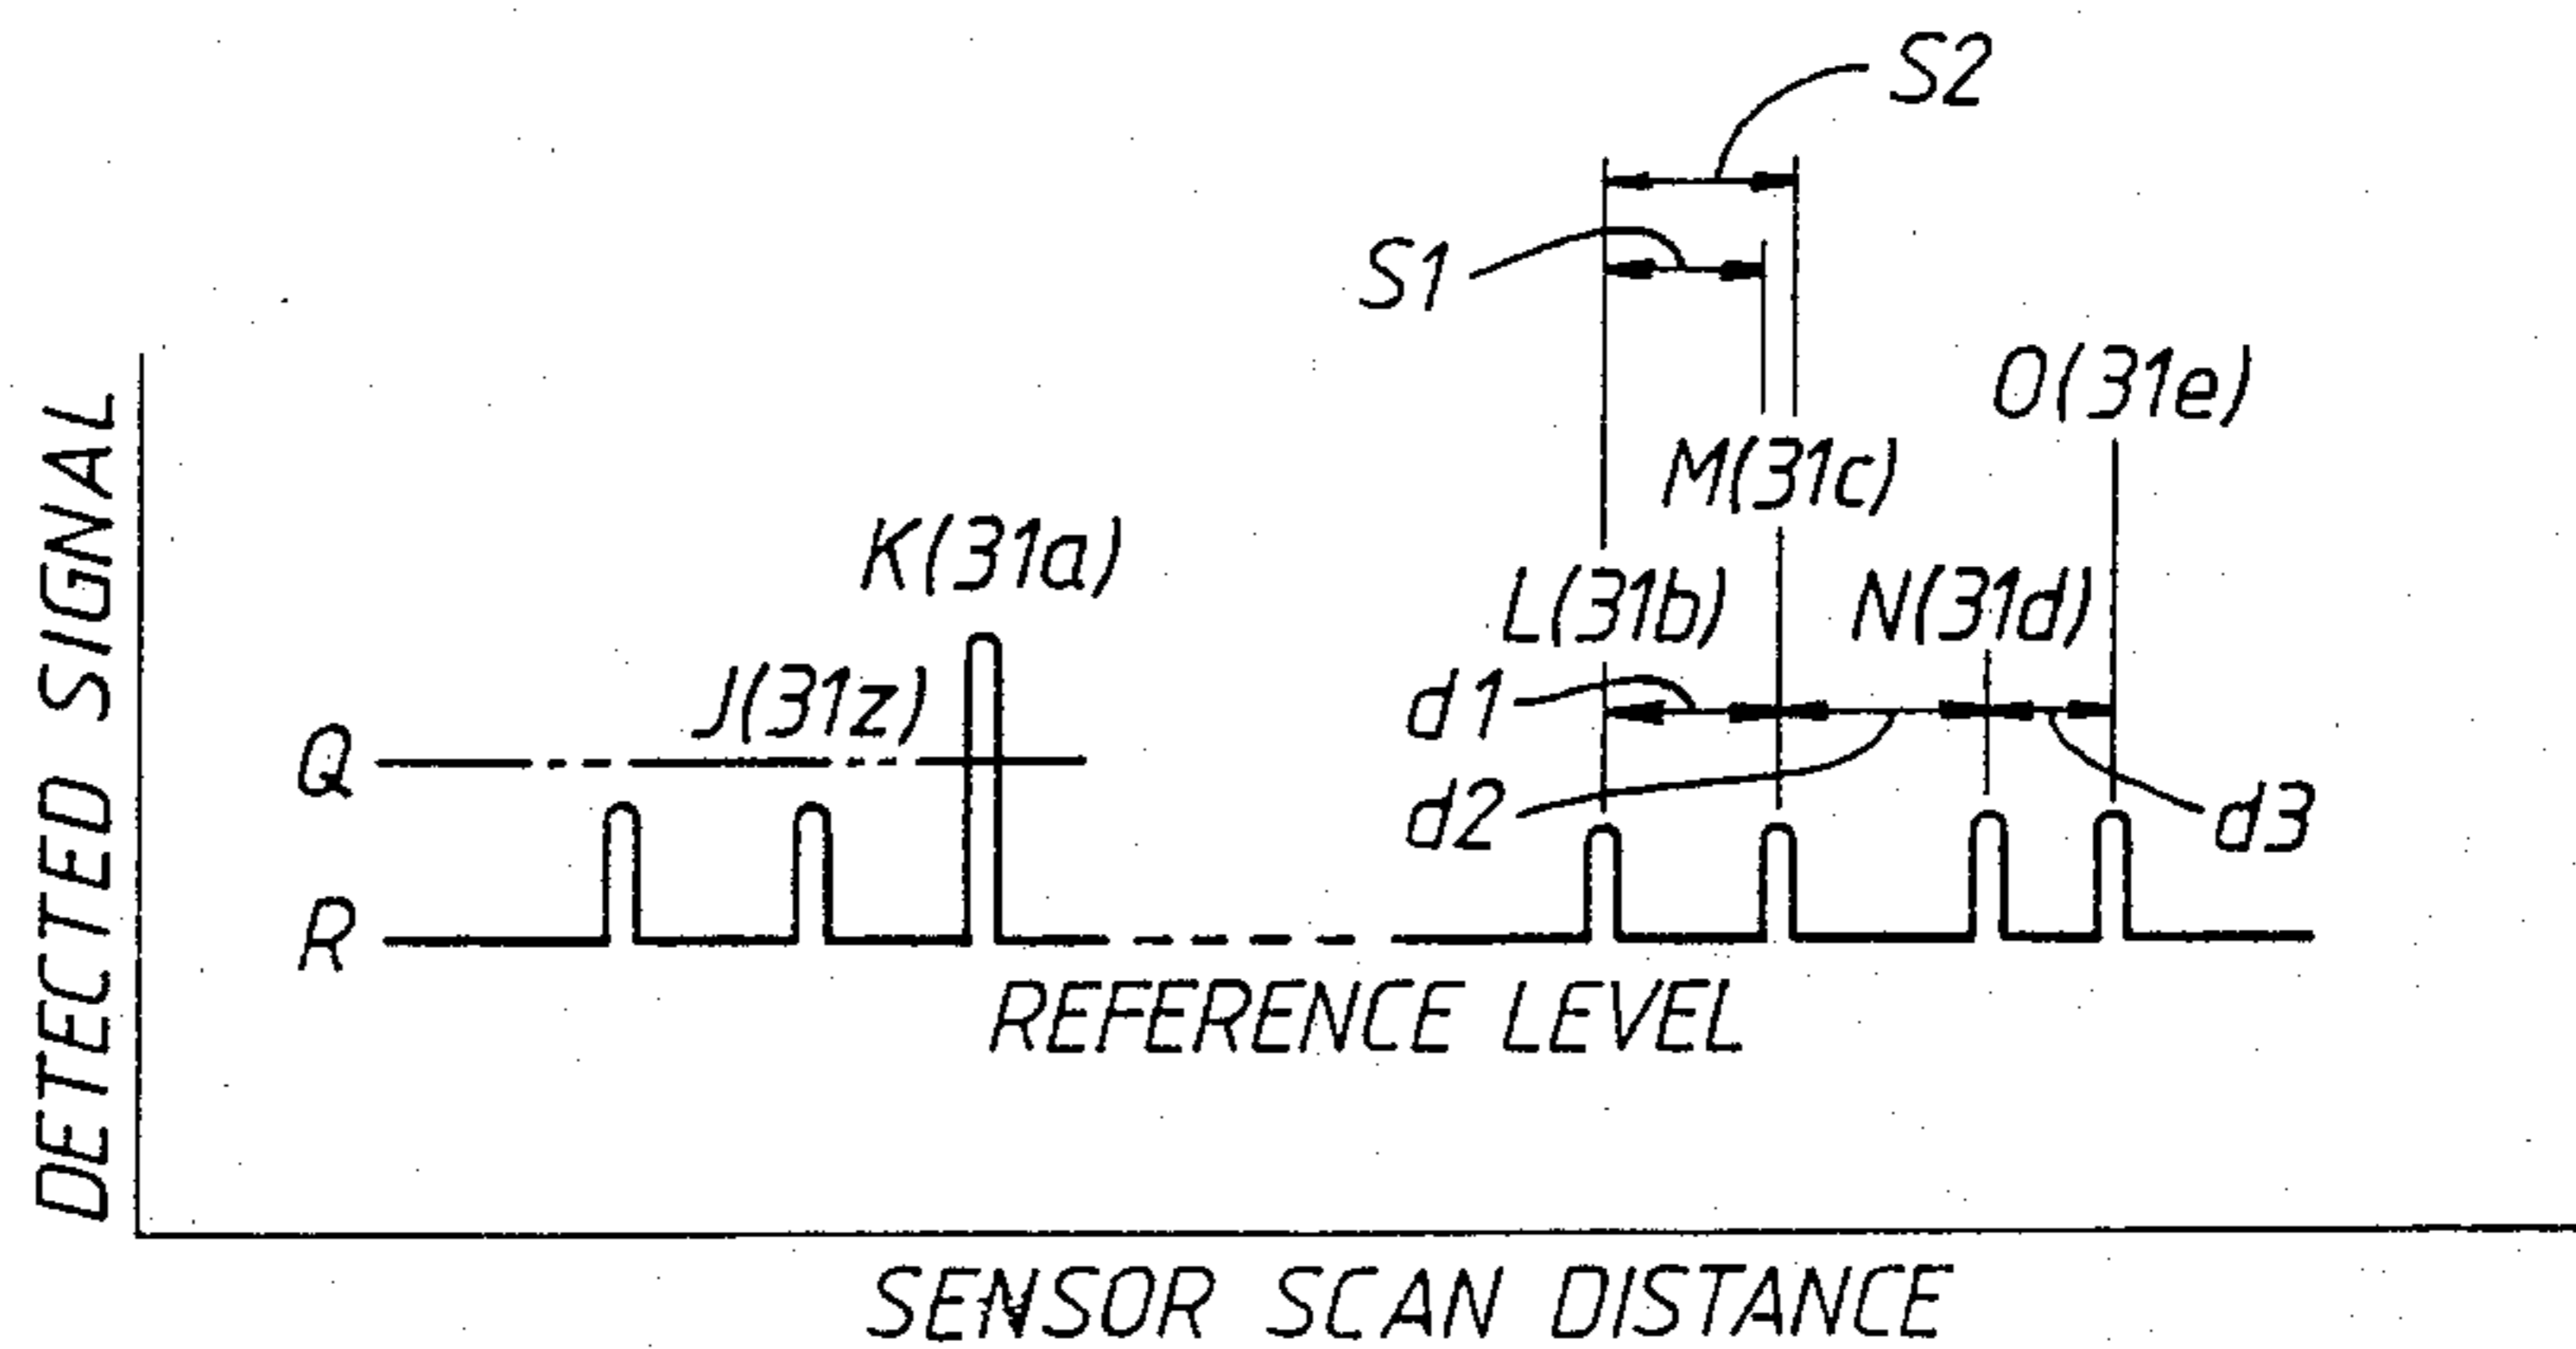 S2
S1
O(31e)
M(31c)
K(31a)
L(31b)
N(31d)
J(31z)
d1
Q
d2
d3
R
REFERENCE LEVEL
DETECTED SIGNAL
SENSOR SCAN DISTANCE